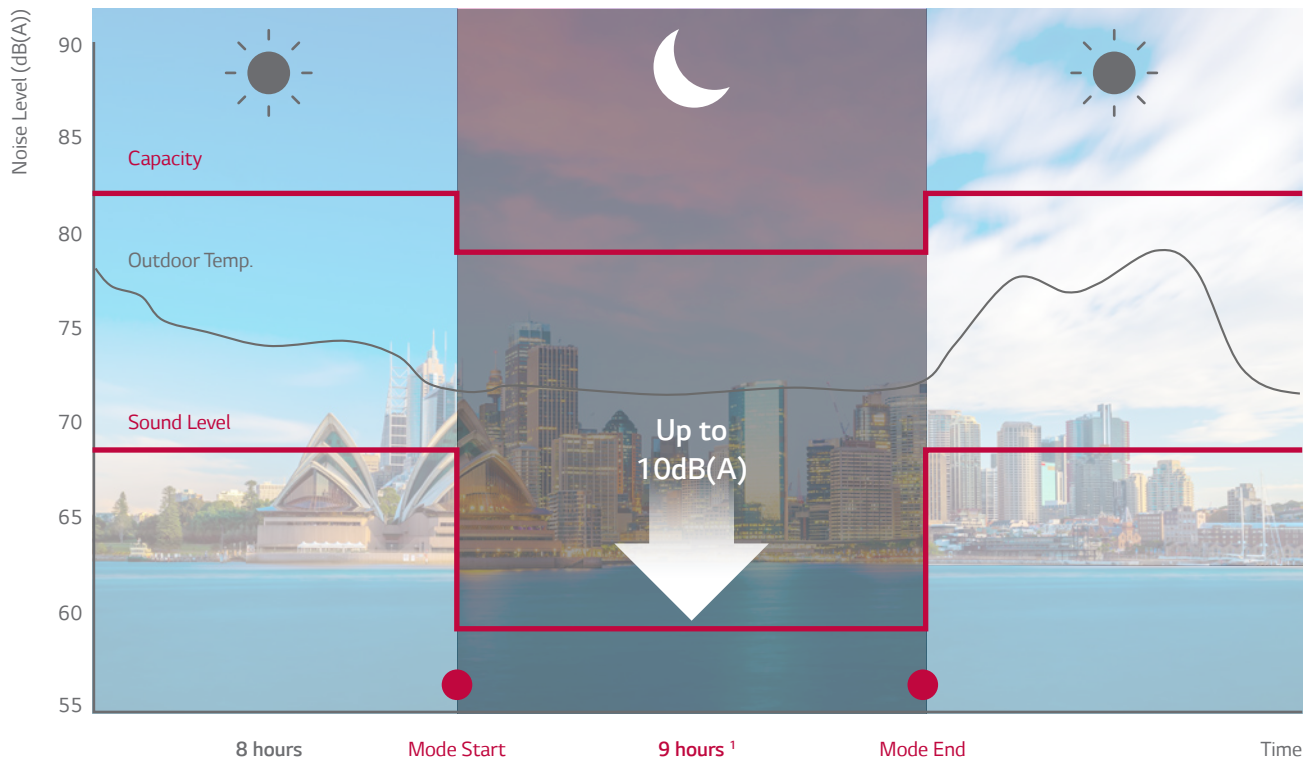 Noise Level (dB(A))
90
85
80
75
70
65
60
55
Capacity
Outdoor Temp.
Sound Level
Up to
10dB(A)
8 hours
Mode Start
9 hours ¹
Mode End
Time